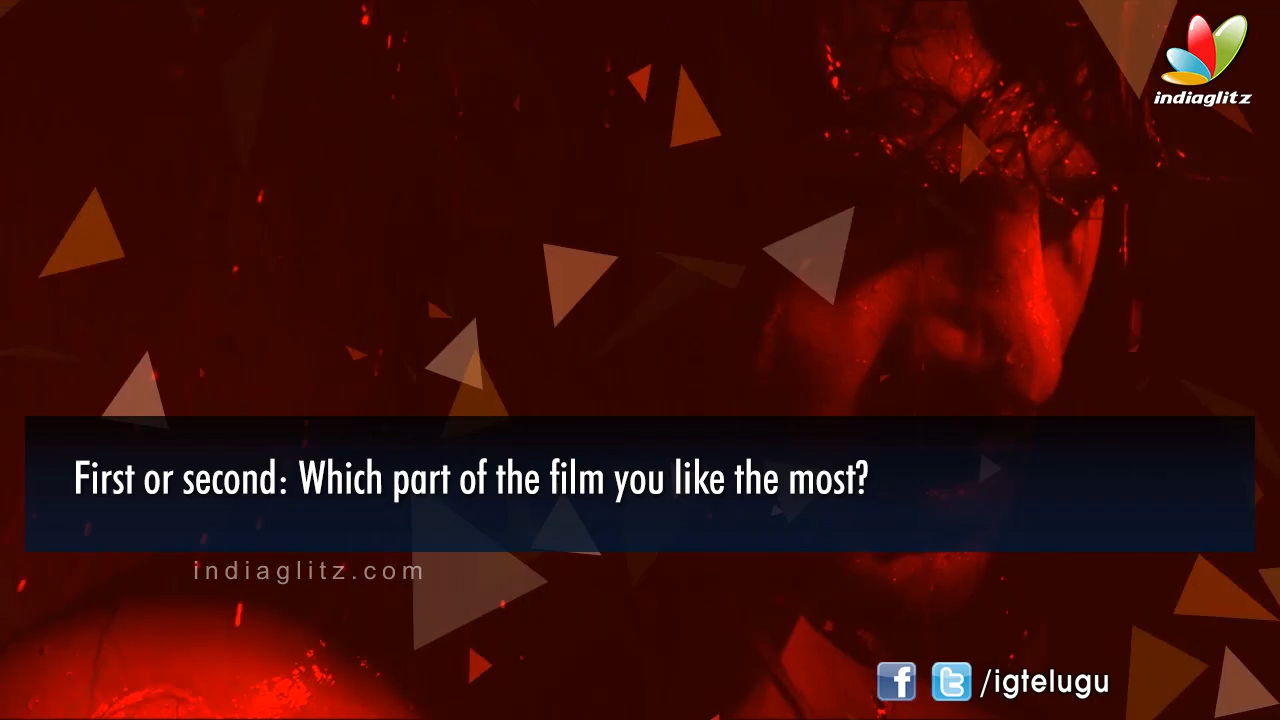 indiaglitz
First or second: Which part of the film you like the most?
indiaglitz.com
/igtelugu